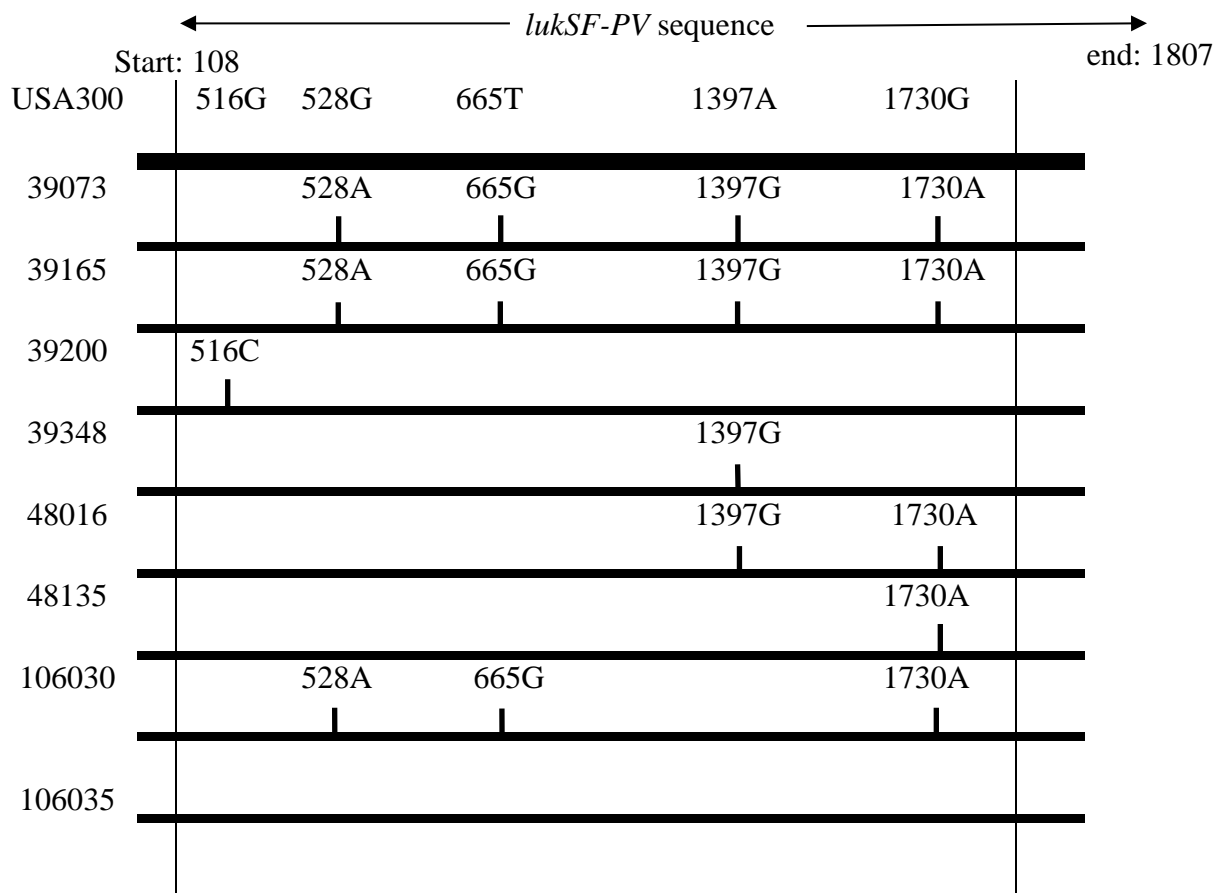 lukSF-PV sequence
Start: 108 end: 1807
USA300 516G 528G 665T 1397A 1730G
39073 528A 665G 1397G 1730A
39165 528A 665G 1397G 1730A
39200 516C
39348 1397G
48016 1397G 1730A
48135 1730A
106030 528A 665G 1730A
106035